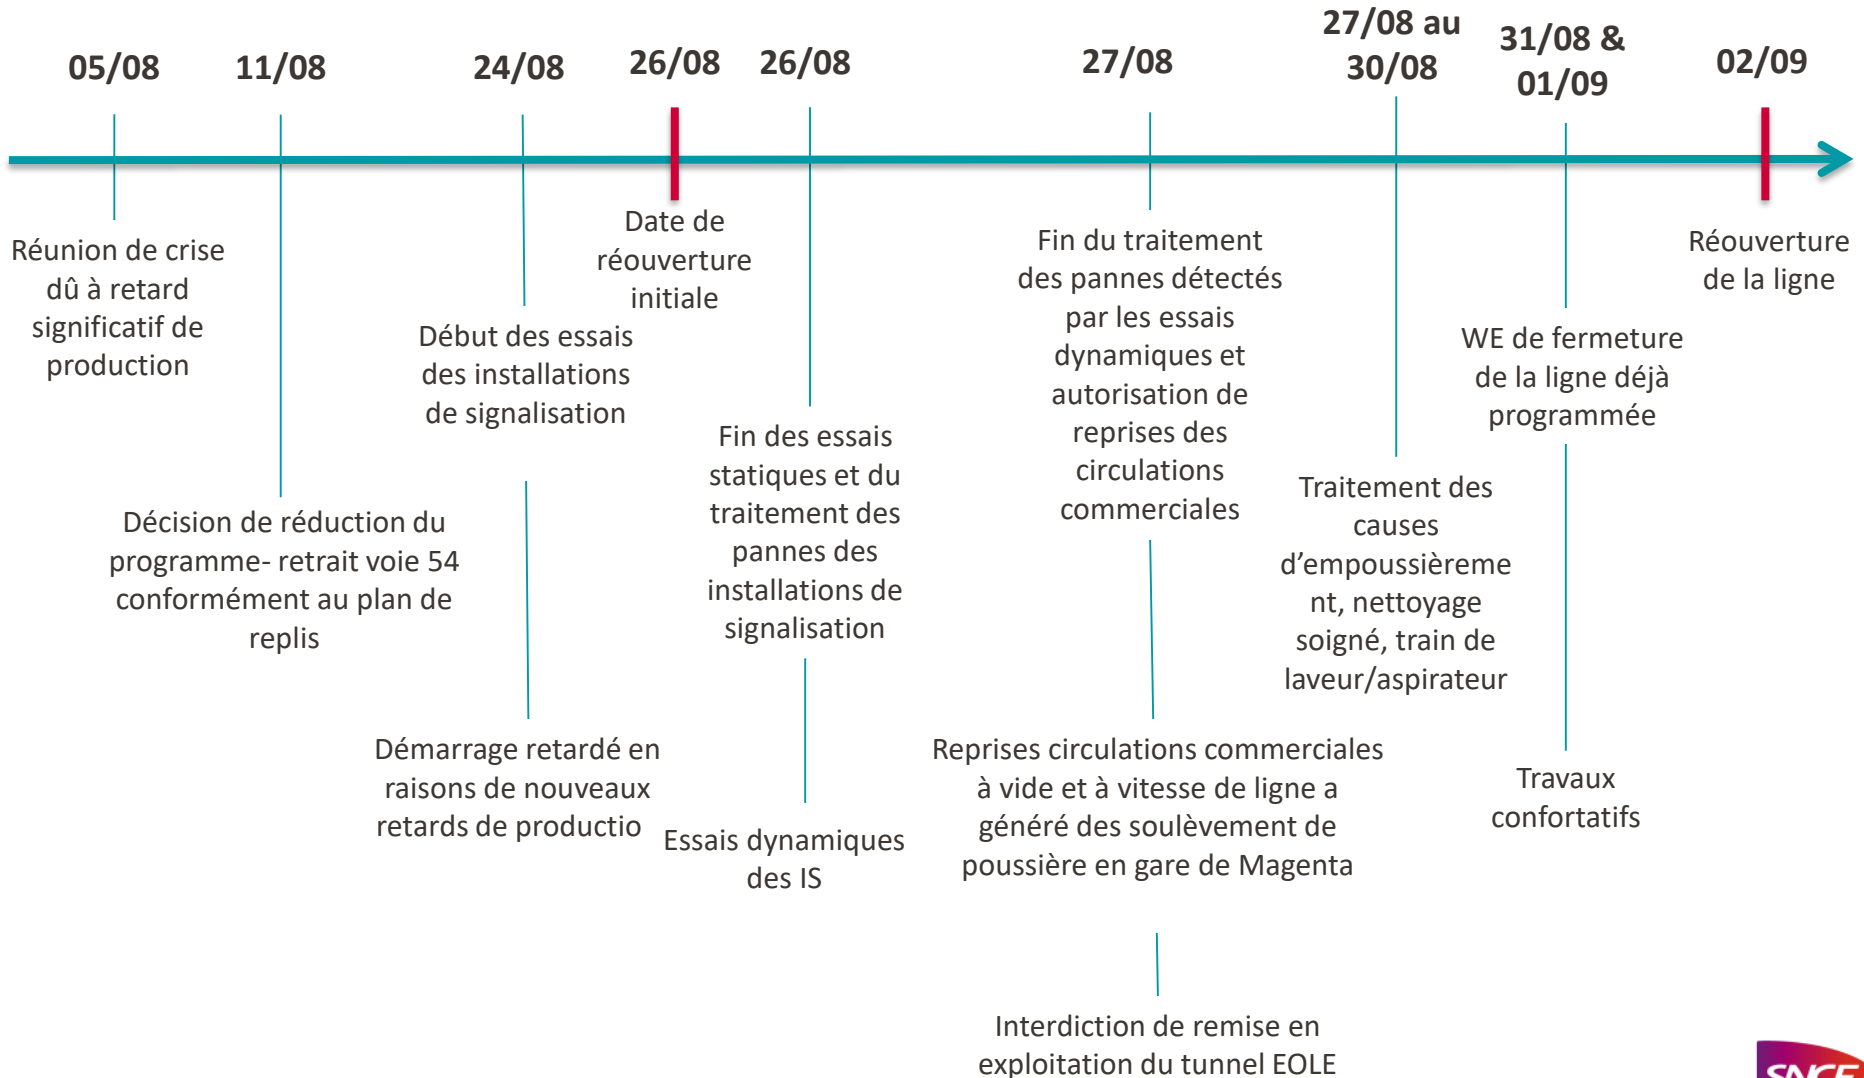 05/08
11/08
24/08
26/08
26/08
27/08
27/08 au
30/08
31/08 &
01/09
02/09
Réunion de crise
dû à retard
significatif de
production
Décision de réduction du
programme- retrait voie 54
conformément au plan de
replis
Début des essais
des installations
de signalisation
Démarrage retardé en
raisons de nouveaux
retards de productio
Date de
réouverture
initiale
Fin des essais
statiques et du
traitement des
pannes des
installations de
signalisation
Essais dynamiques
des IS
Fin du traitement
des pannes détectés
par les essais
dynamiques et
autorisation de
reprises des
circulations
commerciales
Reprises circulations commerciales
à vide et à vitesse de ligne a
généré des soulèvement de
poussière en gare de Magenta
Interdiction de remise en
exploitation du tunnel EOLE
Traitement des
causes
d’empoussièreme
nt, nettoyage
soigné, train de
laveur/aspirateur
WE de fermeture
de la ligne déjà
programmée
Travaux
confortatifs
Réouverture
de la ligne
SNCF